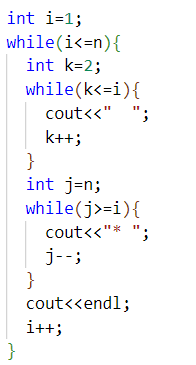 int i=1;
while(i<=n){
  int k=2;
  while(k<=i){
    cout<<"  ";
    k++;
  }
  int j=n;
  while(j>=i){
    cout<<"* ";
    j--;
  }
  cout<<endl;
  i++;
}